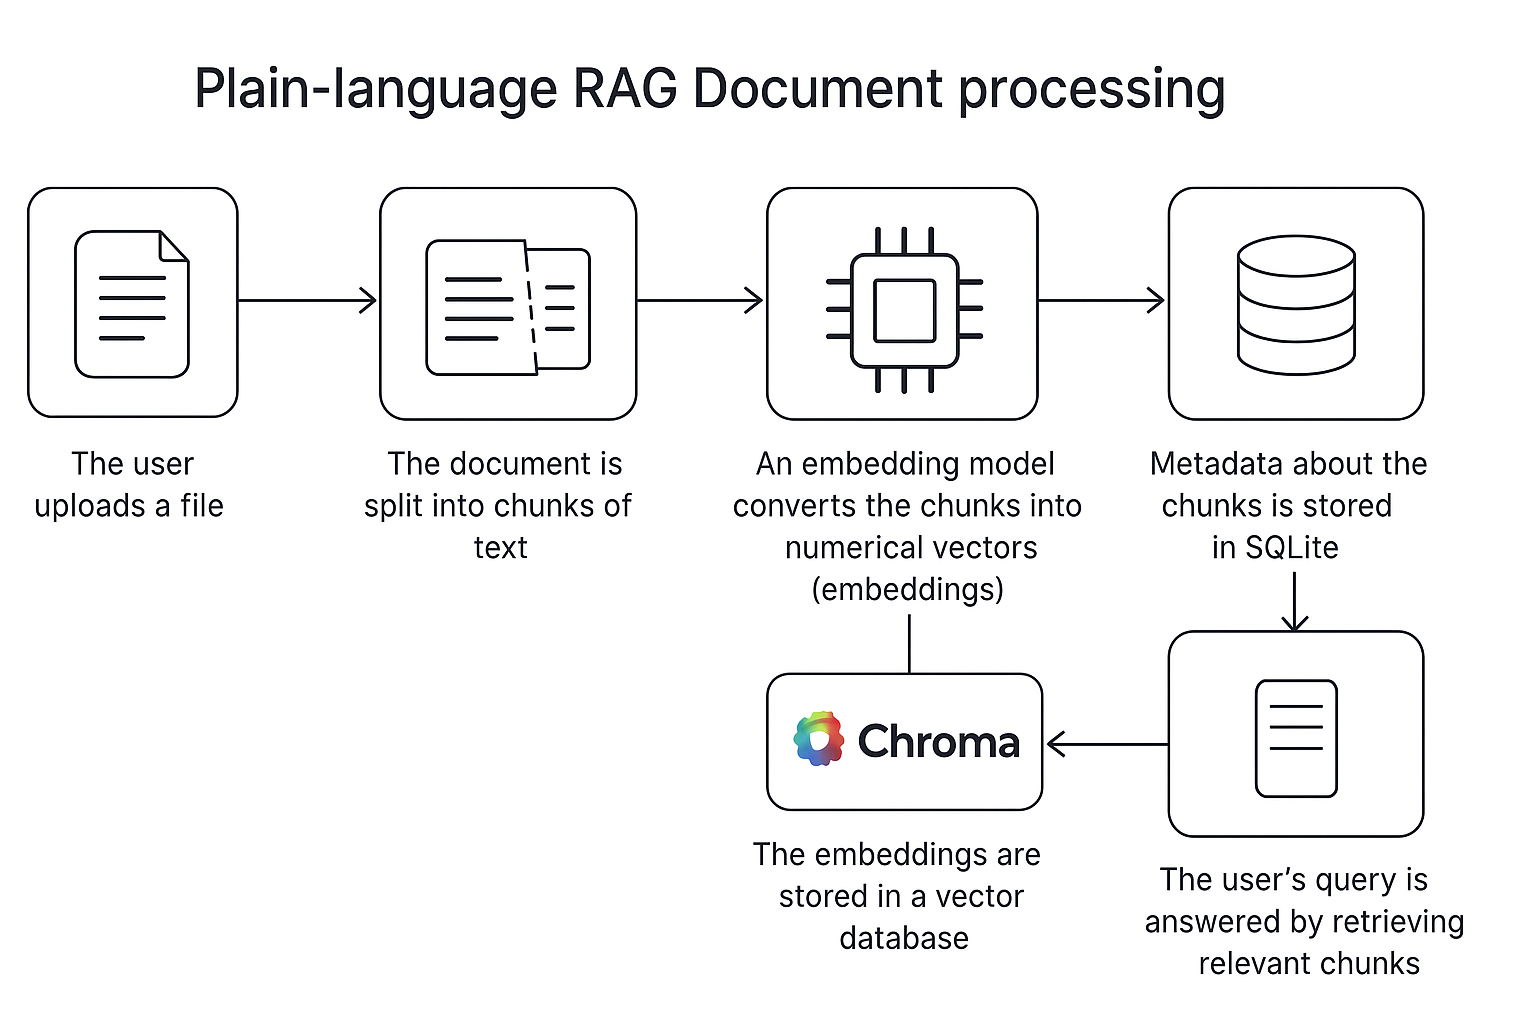 Plain-language RAG Document processing
The user
uploads a file
The document is
split into chunks of
text
An embedding model
converts the chunks into
numerical vectors
(embeddings)
Metadata about the
chunks is stored
in SQLite
Chroma
The embeddings are
stored in a vector
database
The user’s query is
answered by retrieving
relevant chunks